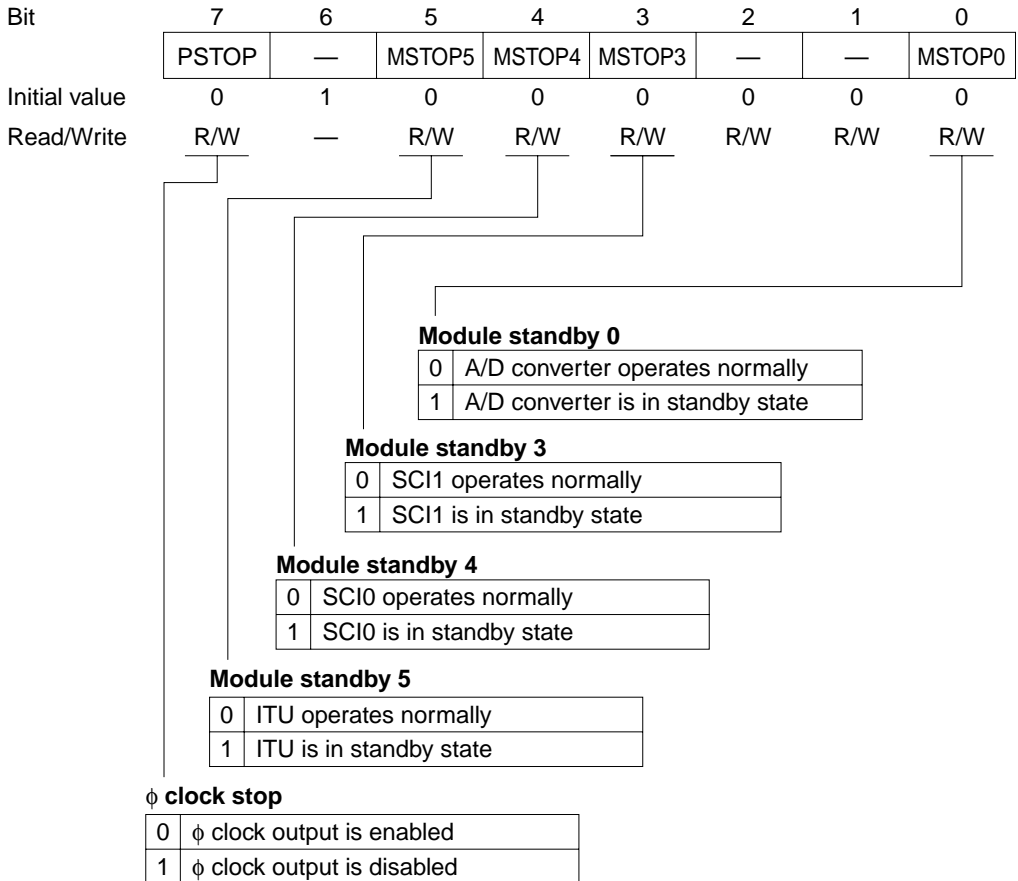 Bit 7 6 5 4 3 2 1 0
PSTOP — MSTOP5 MSTOP4 MSTOP3 — — MSTOP0
Initial value 0 1 0 0 0 0 0 0
Read/Write R/W — R/W R/W R/W R/W R/W R/W
Module standby 0
0 A/D converter operates normally
1 A/D converter is in standby state
Module standby 3
0 SCI1 operates normally
1 SCI1 is in standby state
Module standby 4
0 SCI0 operates normally
1 SCI0 is in standby state
Module standby 5
0 ITU operates normally
1 ITU is in standby state
ϕ clock stop
0 ϕ clock output is enabled
1 ϕ clock output is disabled